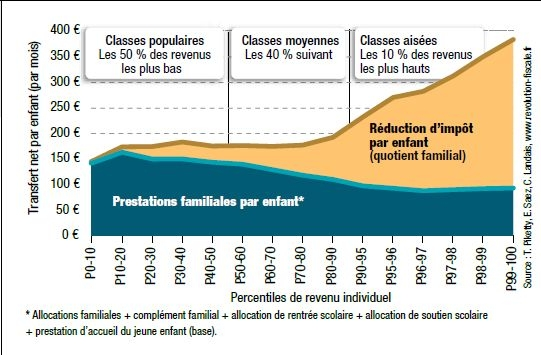 400 €
350 €
300 €
250 €
200 €
150 €
100 €
50 €
0 €
Transfert net par enfant (par mois)
Classes populaires
Les 50 % des revenus
les plus bas
Classes moyennes
Les 40 % suivant
Classes aisées
Les 10 % des revenus
les plus hauts
Réduction d'impôt
par enfant
(quotient familial)
Prestations familiales par enfant*
P0-10
P10-20
P20-30
P30-40
P40-50
P50-60
P60-70
P70-80
P80-90
P90-95
P95-96
P96-97
P97-98
P98-99
P99-100
Percentiles de revenu individuel
Source : T. Piketty, E. Saez, C. Landais, www.revolution-fiscale.fr
* Allocations familiales + complément familial + allocation de rentrée scolaire + allocation de soutien scolaire
+ prestation d'accueil du jeune enfant (base).